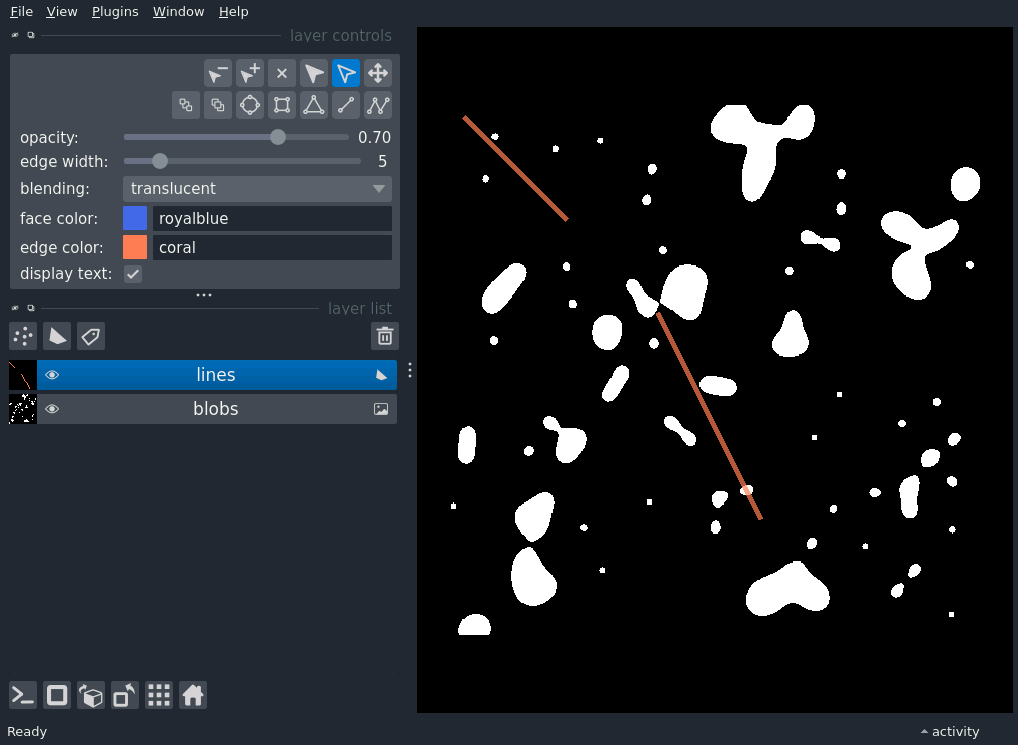 File View Plugins Window Help
layer controls
opacity: 0.70
edge width: 5
blending: translucent
face color: royalblue
edge color: coral
display text:
layer list
lines
blobs
Ready activity